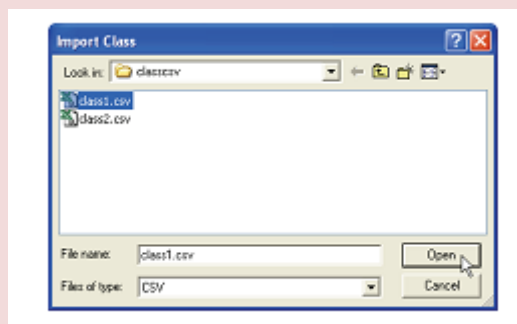 Import Class
Look in: classcsv
class1.csv
class2.csv
File name: class1.csv Open
Files of type: CSV Cancel